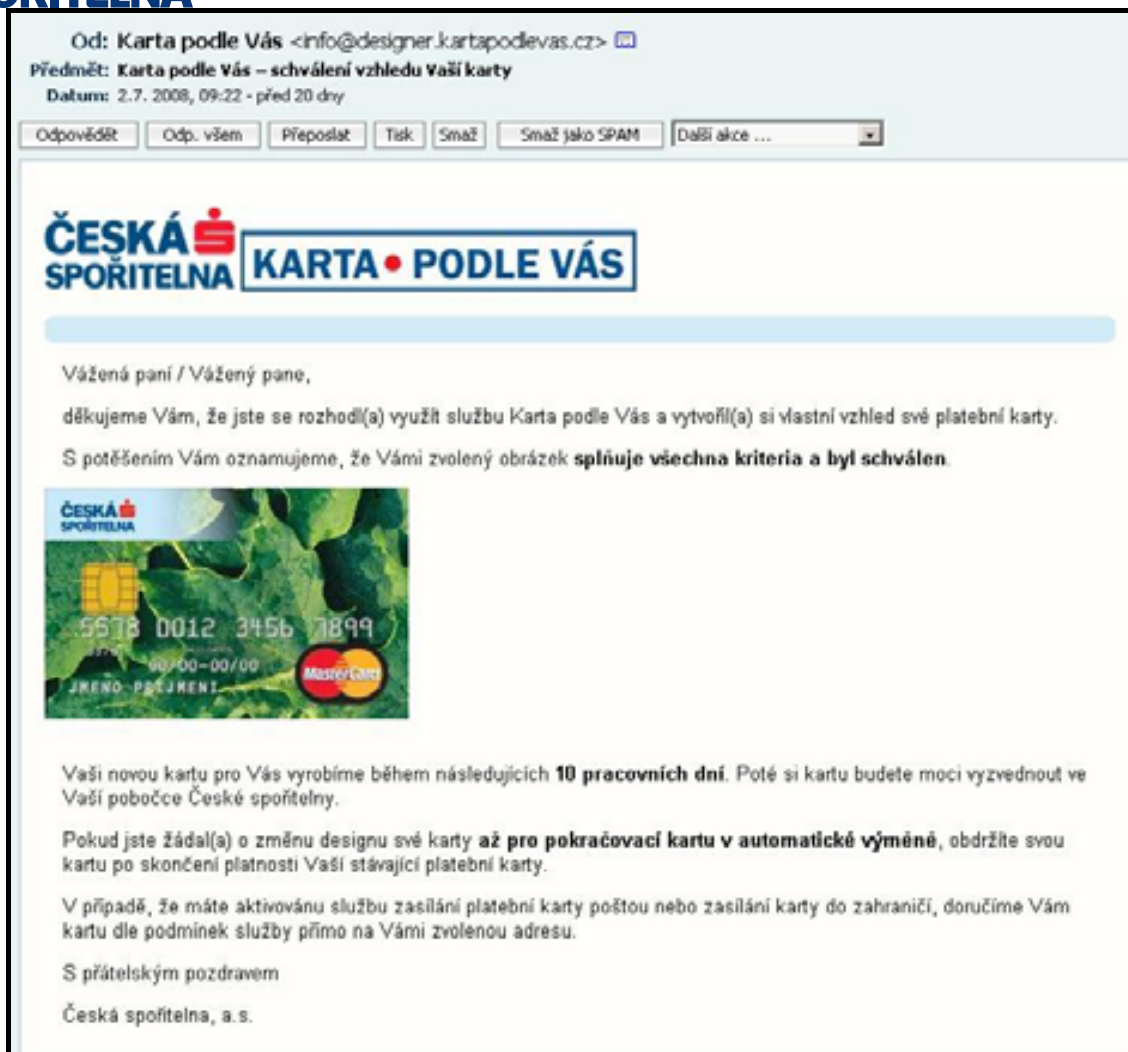 Od: Karta podle Vás <info@designer.kartapodlevas.cz>
Předmět: Karta podle Vás – schválení vzhledu Vaší karty
Datum: 2.7. 2008, 09:22 - před 20 dny
Odpovědět Odp. všem Přeposlat Tisk Smaž Smaž jako SPAM Další akce ...
ČESKÁ
SPOŘITELNA
KARTA • PODLE VÁS
Vážená paní / Vážený pane,
děkujeme Vám, že jste se rozhodl(a) využít službu Karta podle Vás a vytvořil(a) si vlastní vzhled své platební karty.
S potěšením Vám oznamujeme, že Vámi zvolený obrázek splňuje všechna kriteria a byl schválen.
ČESKÁ
SPOŘITELNA
5578 0012 3456 7899
00/00-00/00
MasterCard
JMENO PRIJMENI
Vaši novou kartu pro Vás vyrobíme během následujících 10 pracovních dní. Poté si kartu budete moci vyzvednout ve
Vaší pobočce České spořitelny.
Pokud jste žádal(a) o změnu designu své karty až pro pokračovací kartu v automatické výměně, obdržíte svou
kartu po skončení platnosti Vaší stávající platební karty.
V případě, že máte aktivovánu službu zasílání platební karty poštou nebo zasílání karty do zahraničí, doručíme Vám
kartu dle podmínek služby přímo na Vámi zvolenou adresu.
S přátelským pozdravem
Česká spořitelna, a.s.